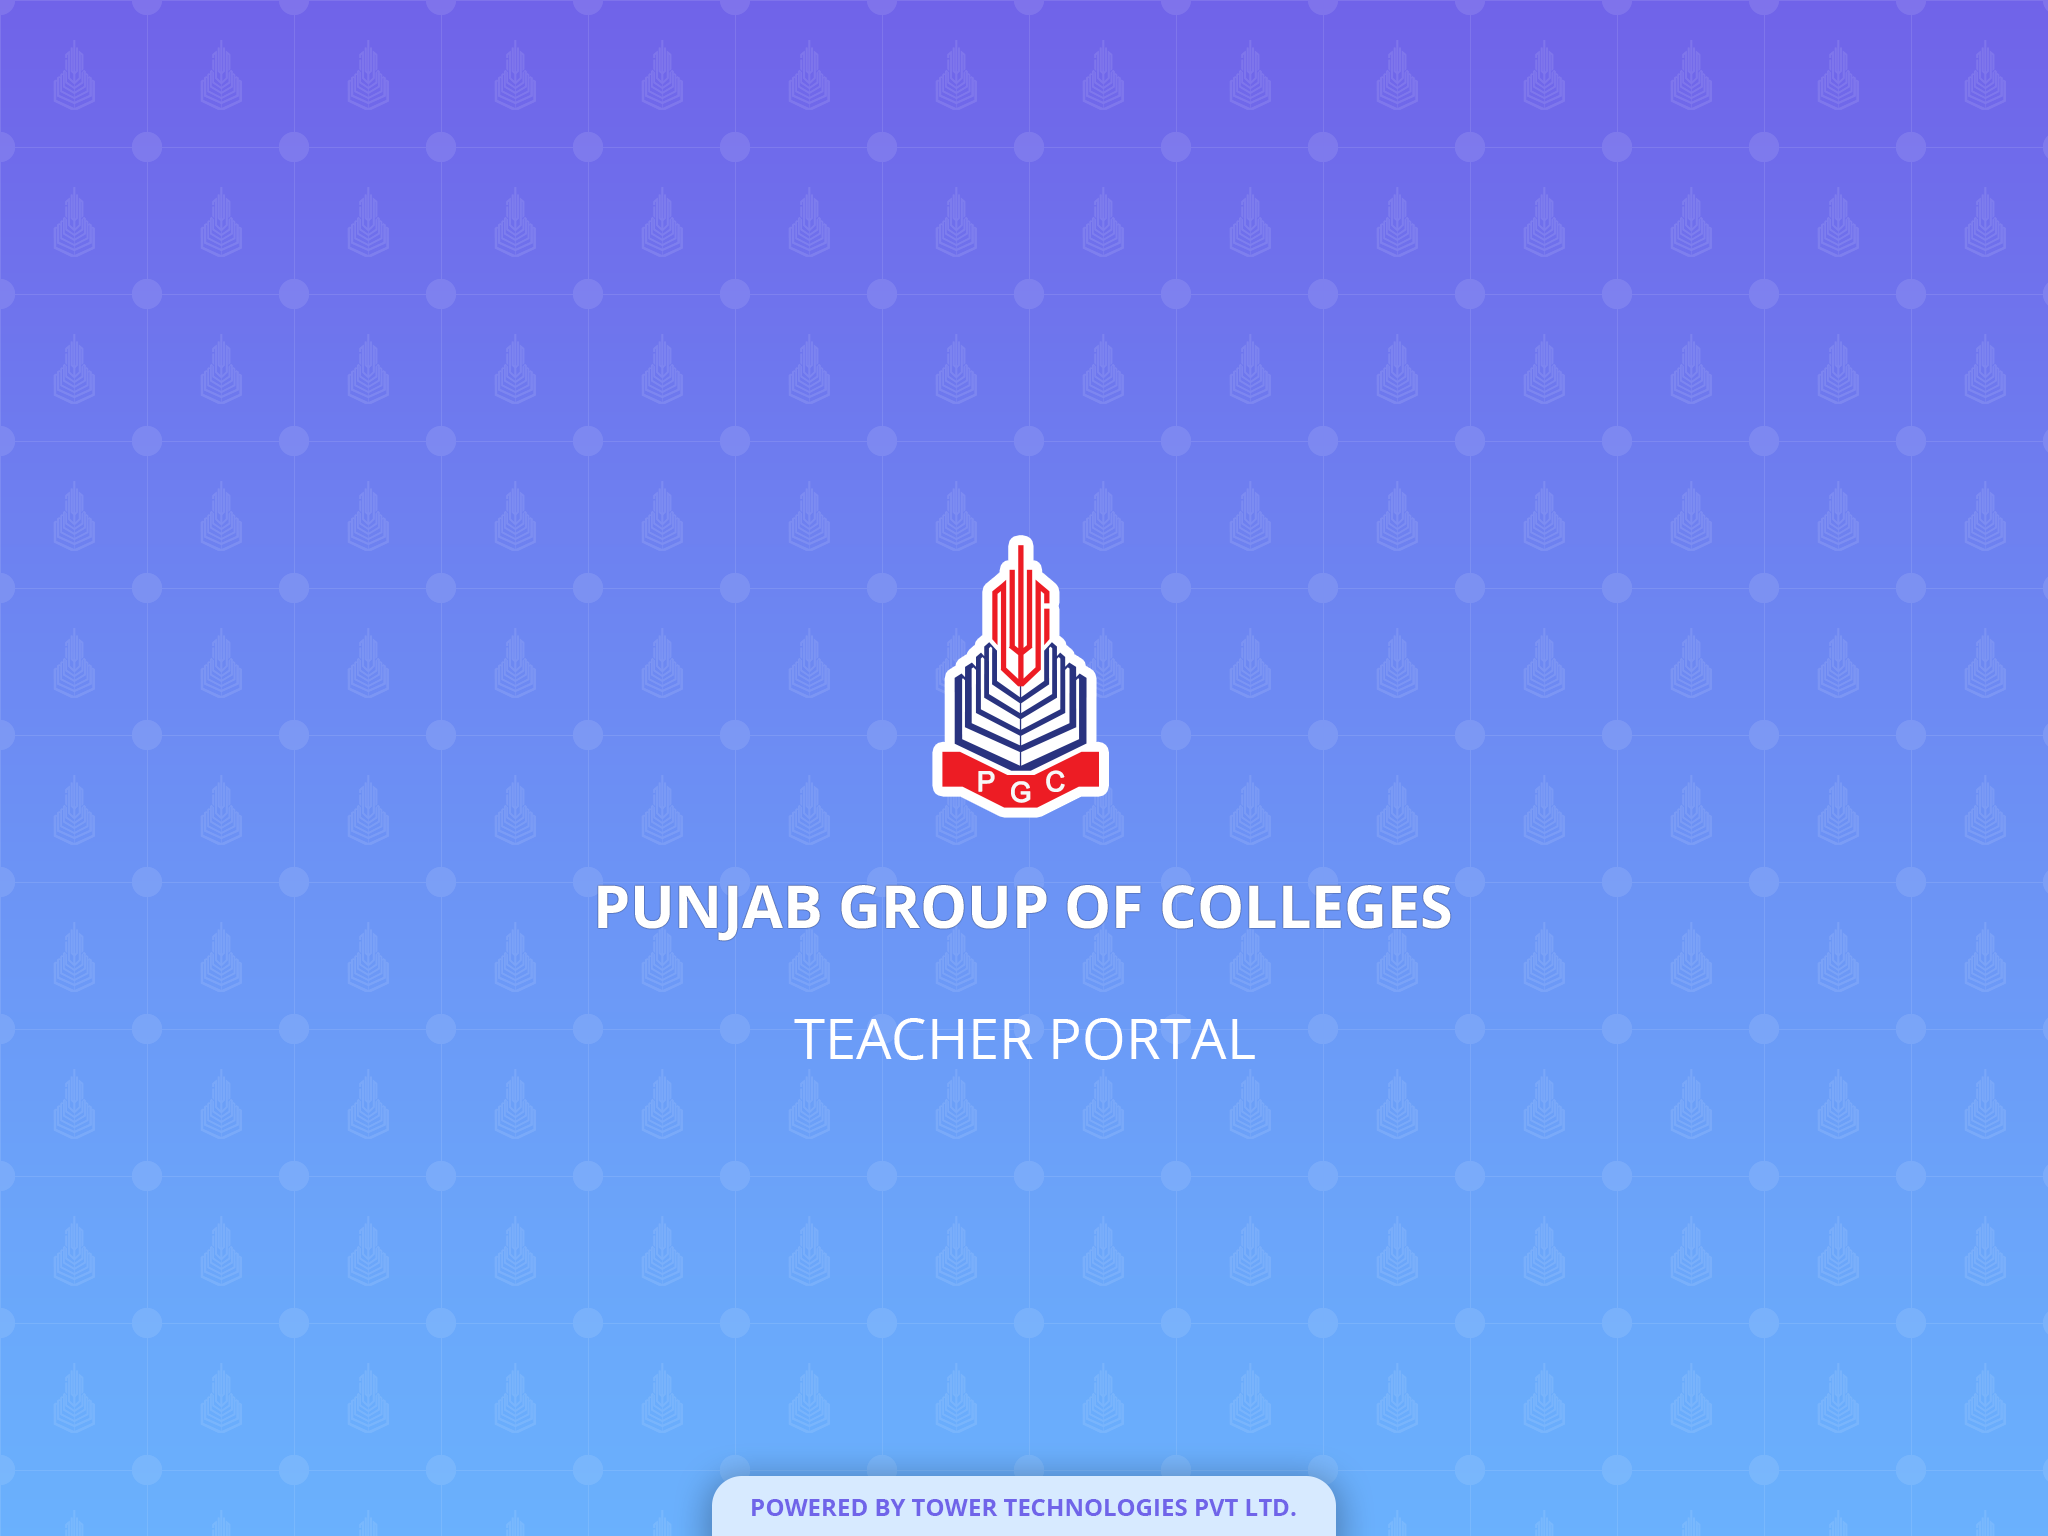 P G C
PUNJAB GROUP OF COLLEGES
TEACHER PORTAL
POWERED BY TOWER TECHNOLOGIES PVT LTD.